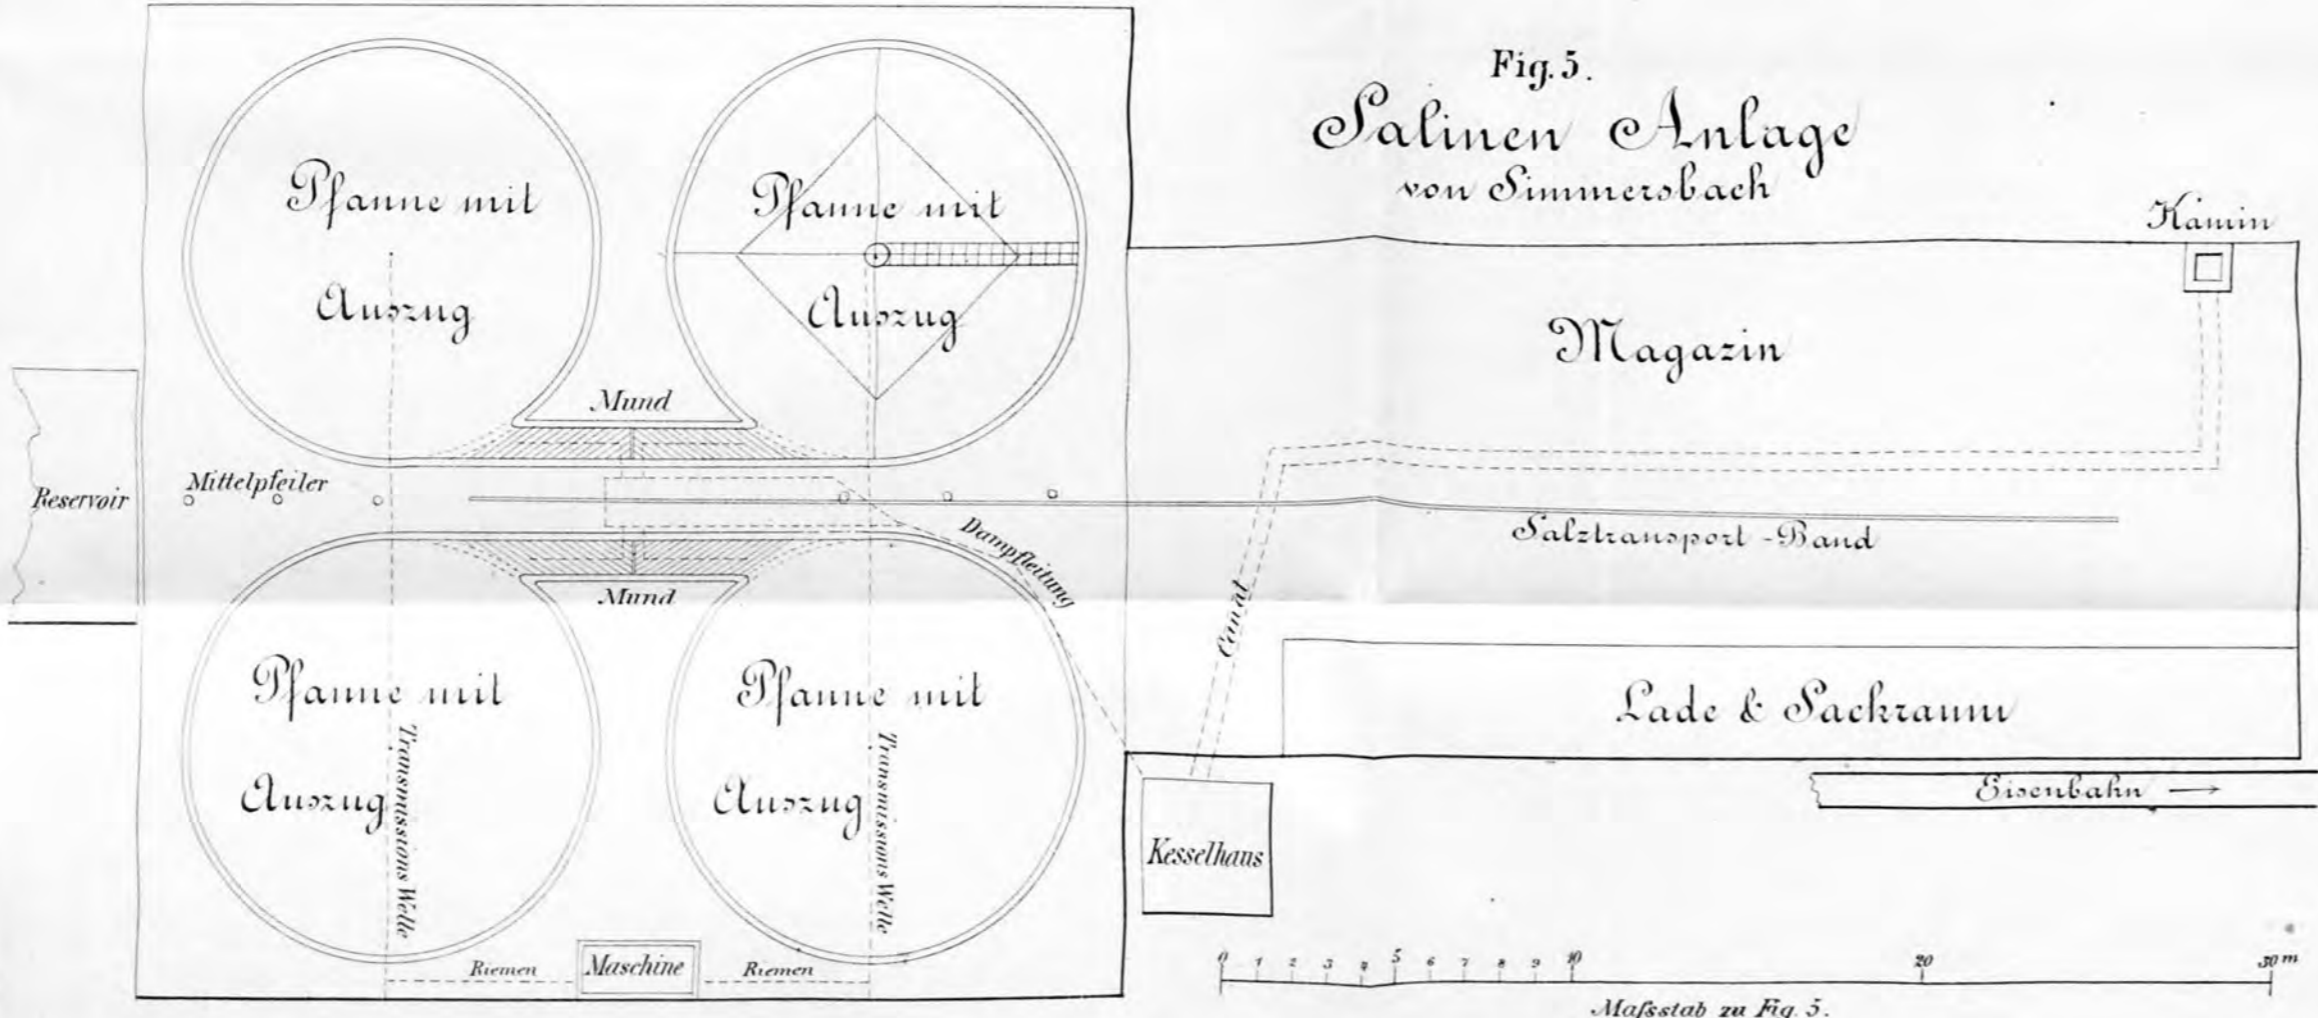 Fig. 5.
Salinen Anlage
von Simmersbach
Kamin
Pfanne mit
Auszug
Pfanne mit
Auszug
Magazin
Mund
Mittelpfeiler
Reservoir
Dampfleitung
Salztransport-Band
Mund
Canal
Pfanne mit
Auszug
Transmissions Welle
Pfanne mit
Auszug
Transmissions Welle
Lade & Sackraum
Eisenbahn →
Kesselhaus
Riemen
Maschine
Riemen
0 1 2 3 4 5 6 7 8 9 10 20 30 m
Maſsstab zu Fig. 5.